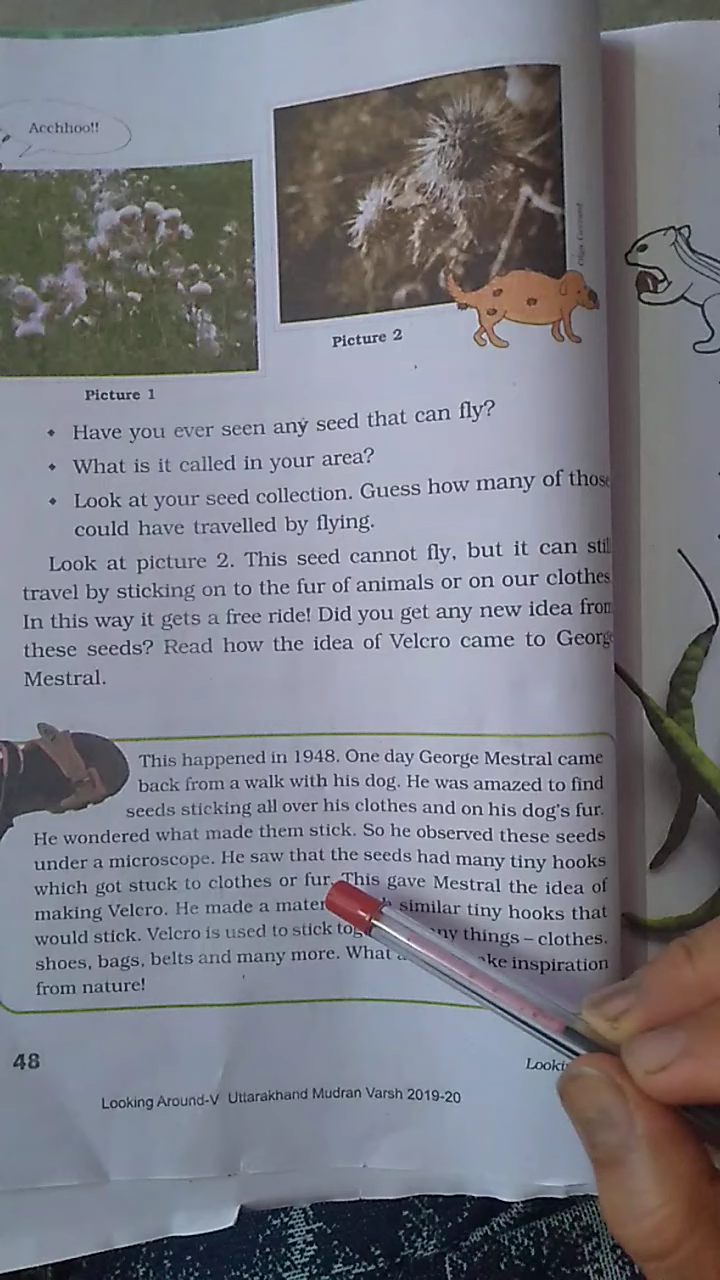 Acchhoo!!
Olga Gercand
Picture 2
Picture 1
• Have you ever seen any seed that can fly?
• What is it called in your area?
• Look at your seed collection. Guess how many of thos
could have travelled by flying.
Look at picture 2. This seed cannot fly, but it can stil
travel by sticking on to the fur of animals or on our clothes.
In this way it gets a free ride! Did you get any new idea from
these seeds? Read how the idea of Velcro came to Georg
Mestral.
This happened in 1948. One day George Mestral came
back from a walk with his dog. He was amazed to find
seeds sticking all over his clothes and on his dog's fur.
He wondered what made them stick. So he observed these seeds
under a microscope. He saw that the seeds had many tiny hooks
which got stuck to clothes or fur. This gave Mestral the idea of
making Velcro. He made a mater h similar tiny hooks that
would stick. Velcro is used to stick tog ny things – clothes,
shoes, bags, belts and many more. What a ake inspiration
from nature!
48
Looki
Looking Around-V Uttarakhand Mudran Varsh 2019-20